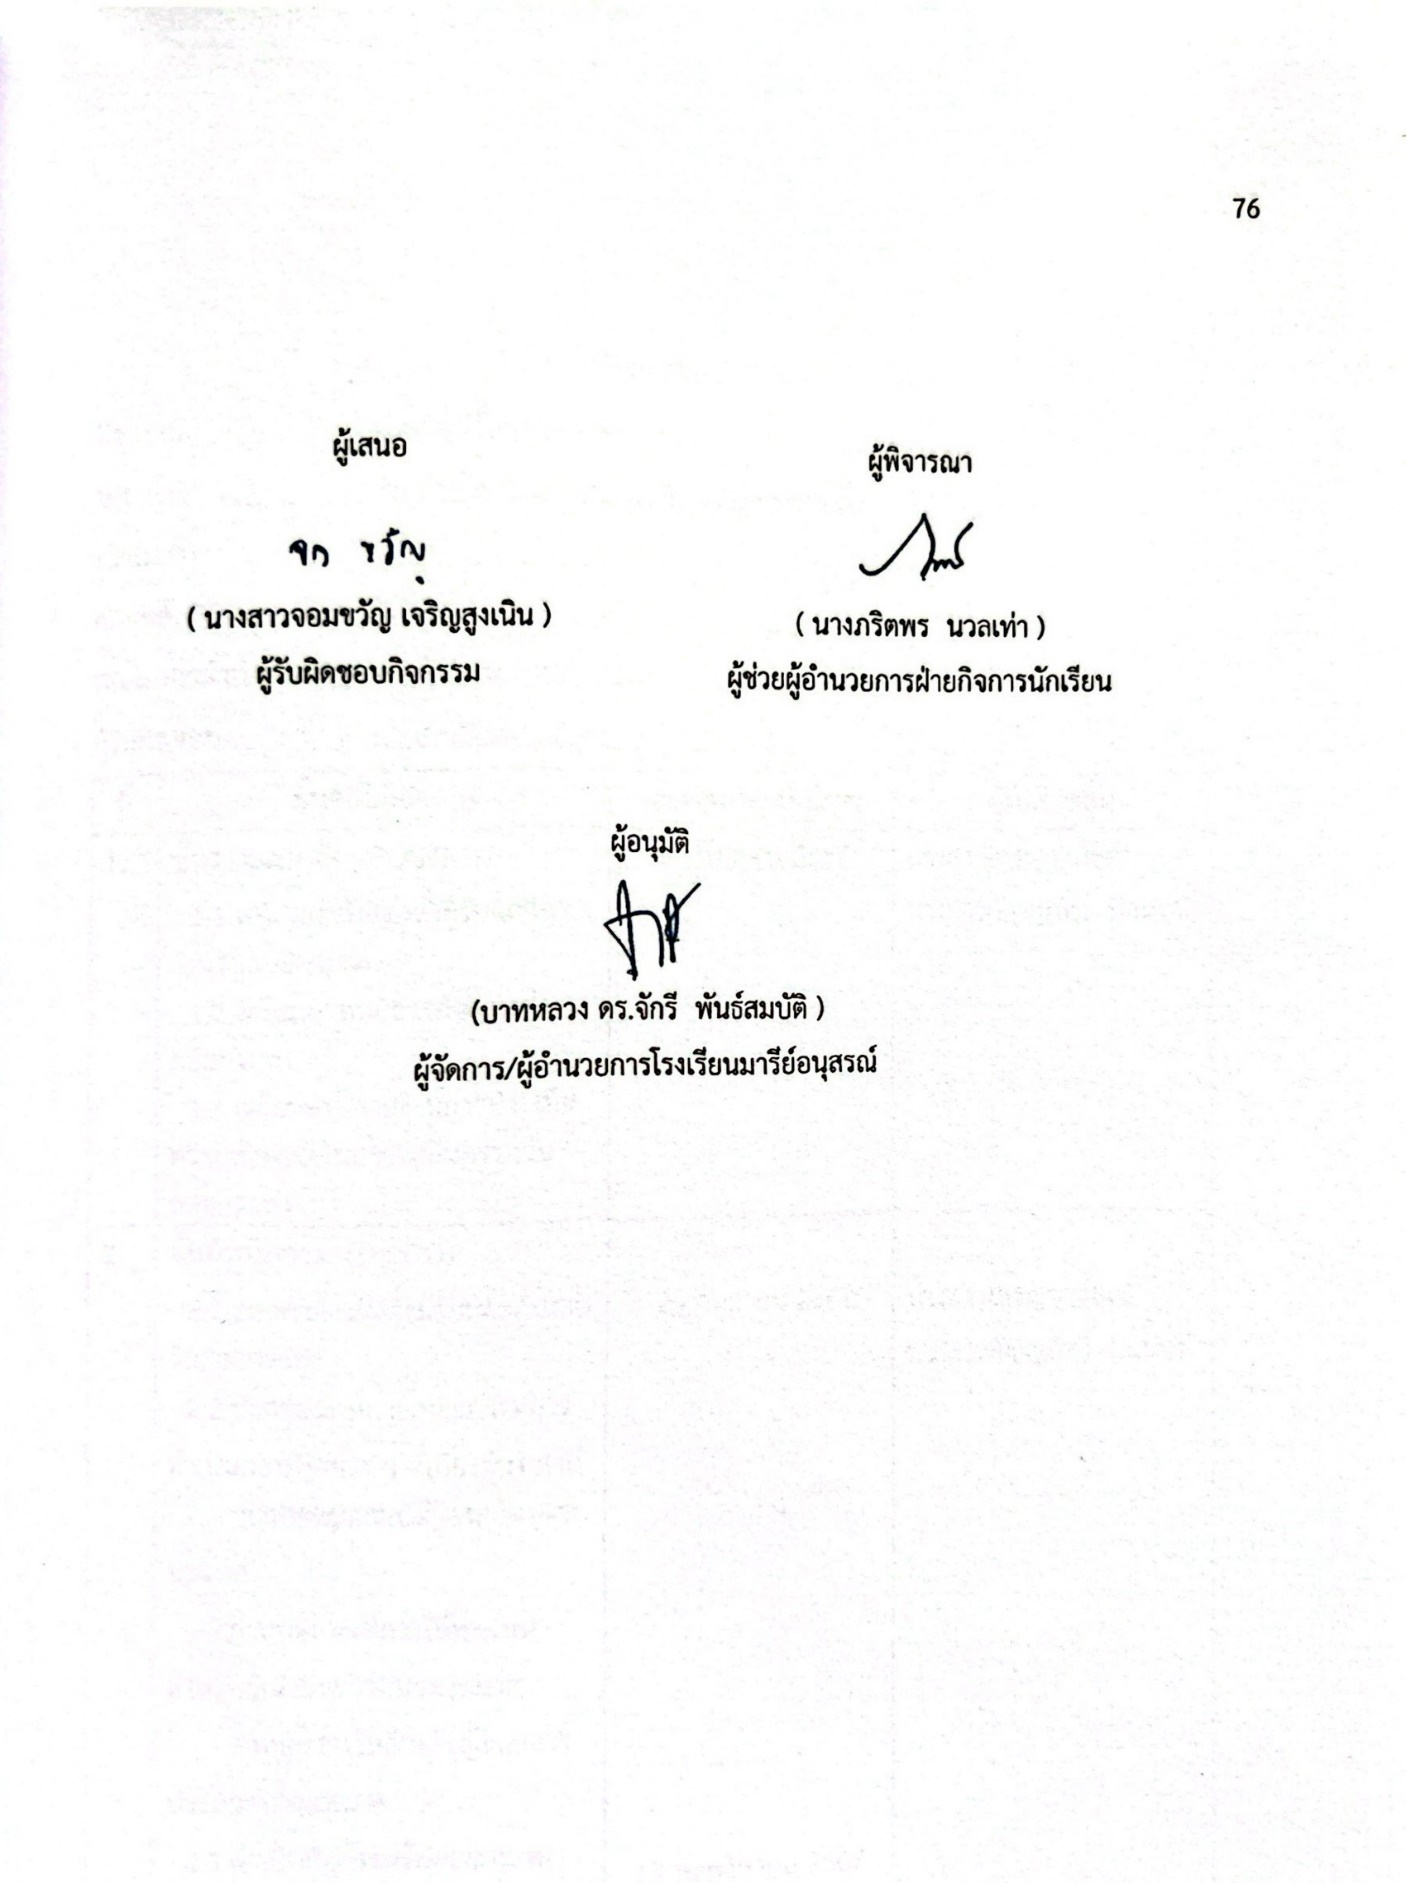 76
ผู้เสนอ
จอมขวัญ
( นางสาวจอมขวัญ เจริญสูงเนิน )
ผู้รับผิดชอบกิจกรรม
ผู้พิจารณา
( นางภริตพร นวลเท่า )
ผู้ช่วยผู้อำนวยการฝ่ายกิจการนักเรียน
ผู้อนุมัติ
(บาทหลวง ดร.จักรี พันธ์สมบัติ )
ผู้จัดการ/ผู้อำนวยการโรงเรียนมารีย์อนุสรณ์